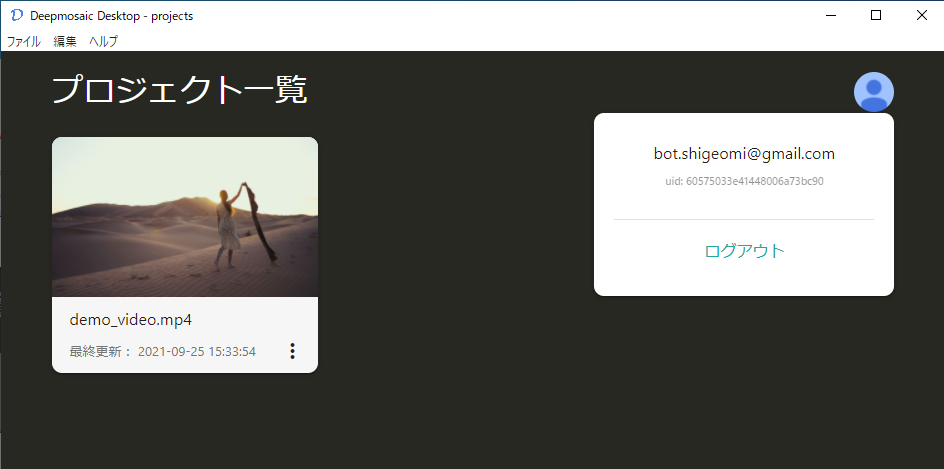 Deepmosaic Desktop - projects
ファイル 編集 ヘルプ
プロジェクト一覧
bot.shigeomi@gmail.com
uid: 60575033e41448006a73bc90
ログアウト
demo_video.mp4
最終更新： 2021-09-25 15:33:54